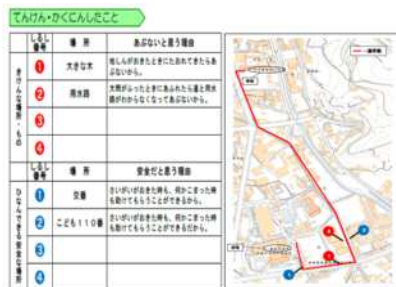 てんけん・かくにんしたこと
しるし番号 場所 あぶないと思う理由
きけんな場所・もの
1 大きな木 地しんがおきたときにたおれてきたらあぶないから。
2 用水路 大雨がふったときにあふれたら道と用水路がわからなくなってあぶないから。
3
4
しるし番号 場所 安全だと思う理由
ひなんできる安全な場所
1 交番 さいがいがおきた時も、何かこまった時も助けてもらうことができるから。
2 こども110番 さいがいがおきた時も、何かこまった時も助けてもらうことができるだから。
3
4